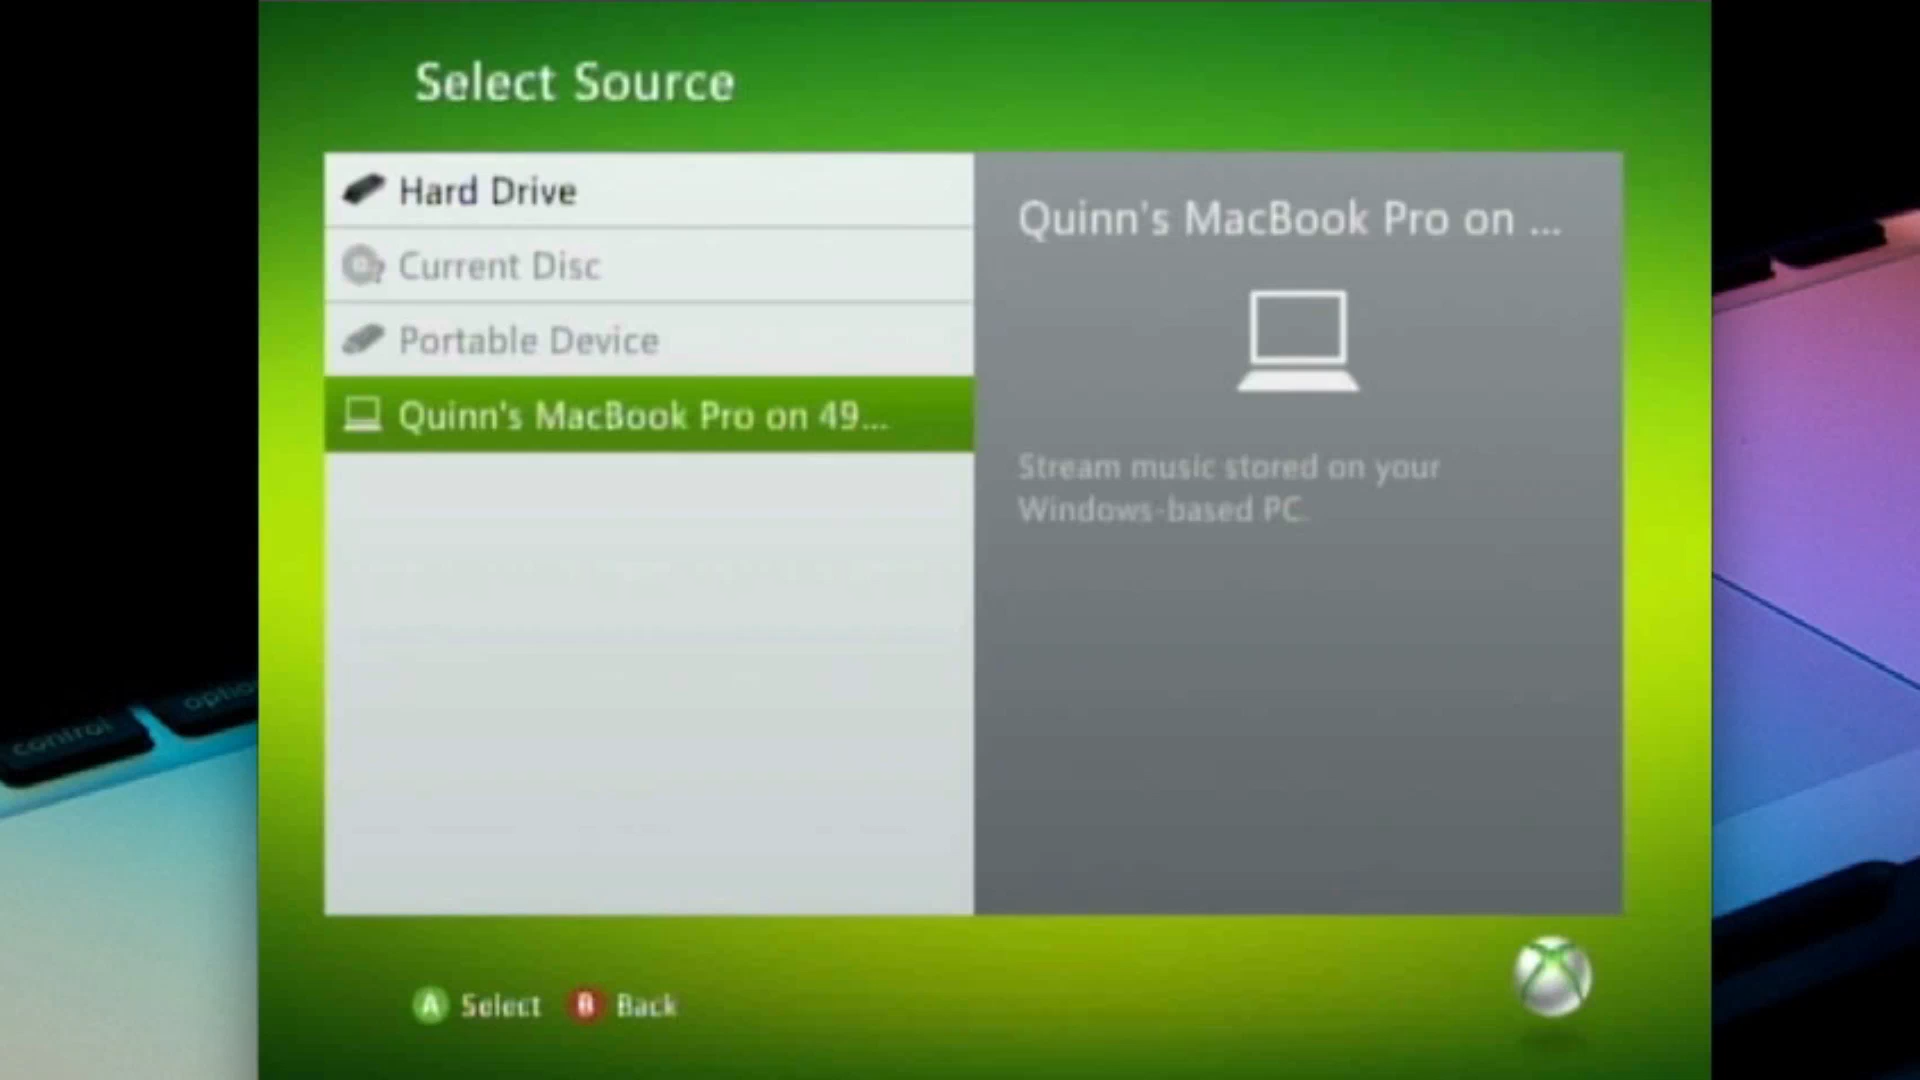 Select Source
Hard Drive
Current Disc
Portable Device
Quinn's MacBook Pro on 49...
Quinn's MacBook Pro on ...
Stream music stored on your
Windows-based PC.
A Select B Back
control
option